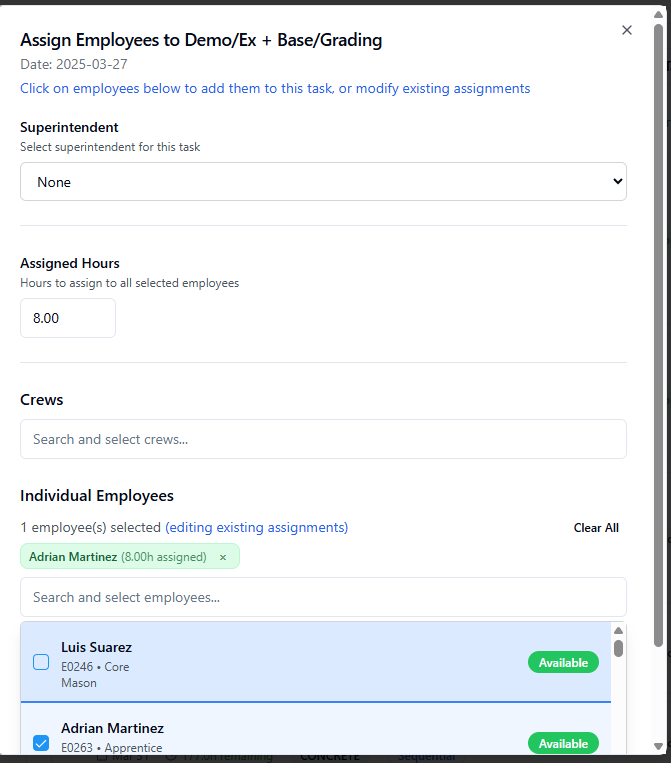 Assign Employees to Demo/Ex + Base/Grading
Date: 2025-03-27
Click on employees below to add them to this task, or modify existing assignments
Superintendent
Select superintendent for this task
None
Assigned Hours
Hours to assign to all selected employees
8.00
Crews
Search and select crews...
Individual Employees
1 employee(s) selected (editing existing assignments)
Clear All
Adrian Martinez (8.00h assigned) ×
Search and select employees...
Luis Suarez
E0246 • Core
Mason
Available
Adrian Martinez
E0263 • Apprentice
Available
CONCRETE
Sequential